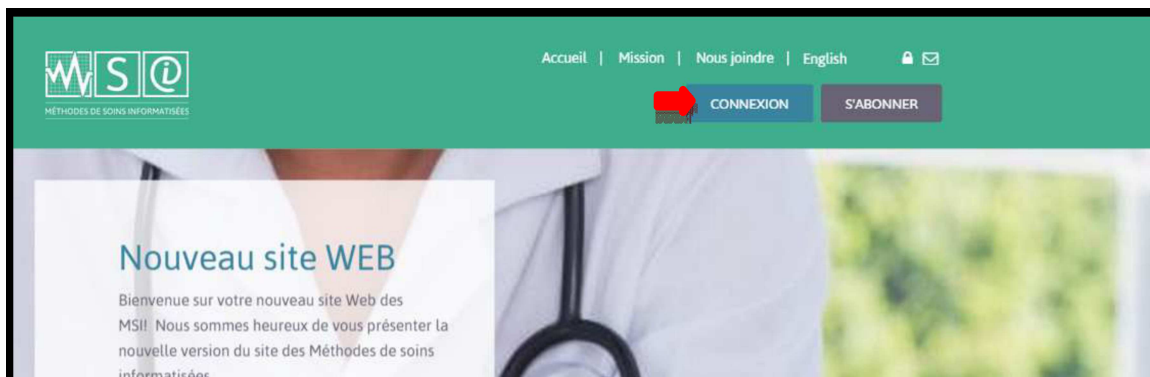 MSi
MÉTHODES DE SOINS INFORMATISÉES
Accueil | Mission | Nous joindre | English
CONNEXION
S'ABONNER
Nouveau site WEB
Bienvenue sur votre nouveau site Web des
MSI! Nous sommes heureux de vous présenter la
nouvelle version du site des Méthodes de soins
informatisées